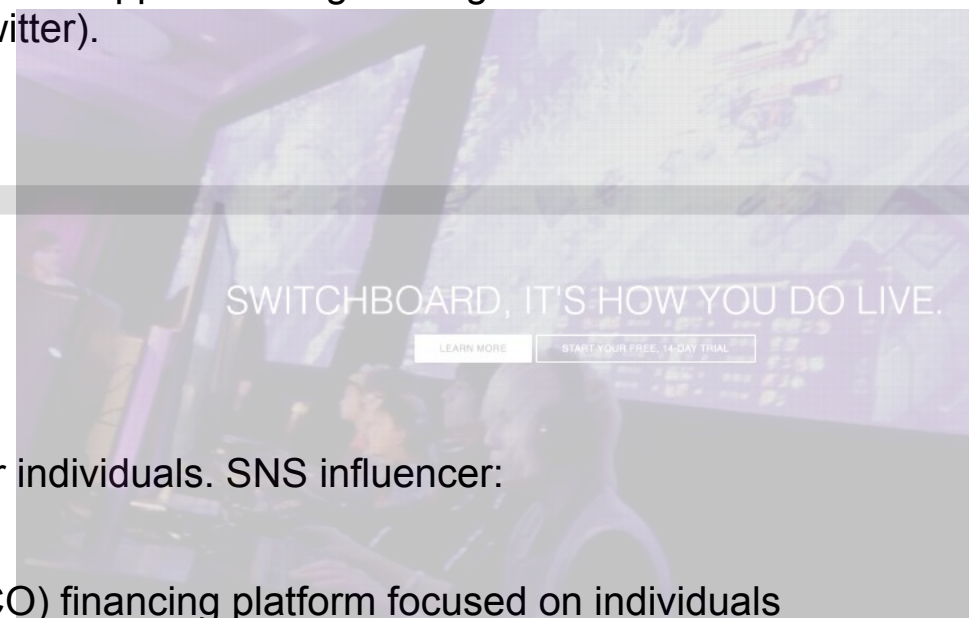 witter).
SWITCHBOARD, IT'S HOW YOU DO LIVE.
LEARN MORE START YOUR FREE, 14-DAY TRIAL
individuals. SNS influencer:
financing platform focused on individuals